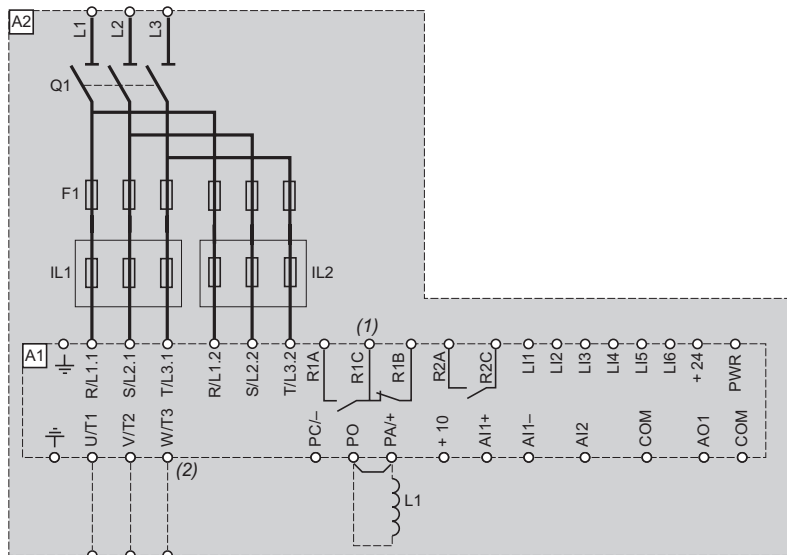 A2
L1 L2 L3
Q1
F1
IL1 IL2
A1
(1)
R/L1.1 S/L2.1 T/L3.1 R/L1.2 S/L2.2 T/L3.2 R1A R1C R1B R2A R2C LI1 LI2 LI3 LI4 LI5 LI6 + 24 PWR
U/T1 V/T2 W/T3 PC/– PO PA/+ + 10 AI1+ AI1– AI2 COM AO1 COM
(2)
L1